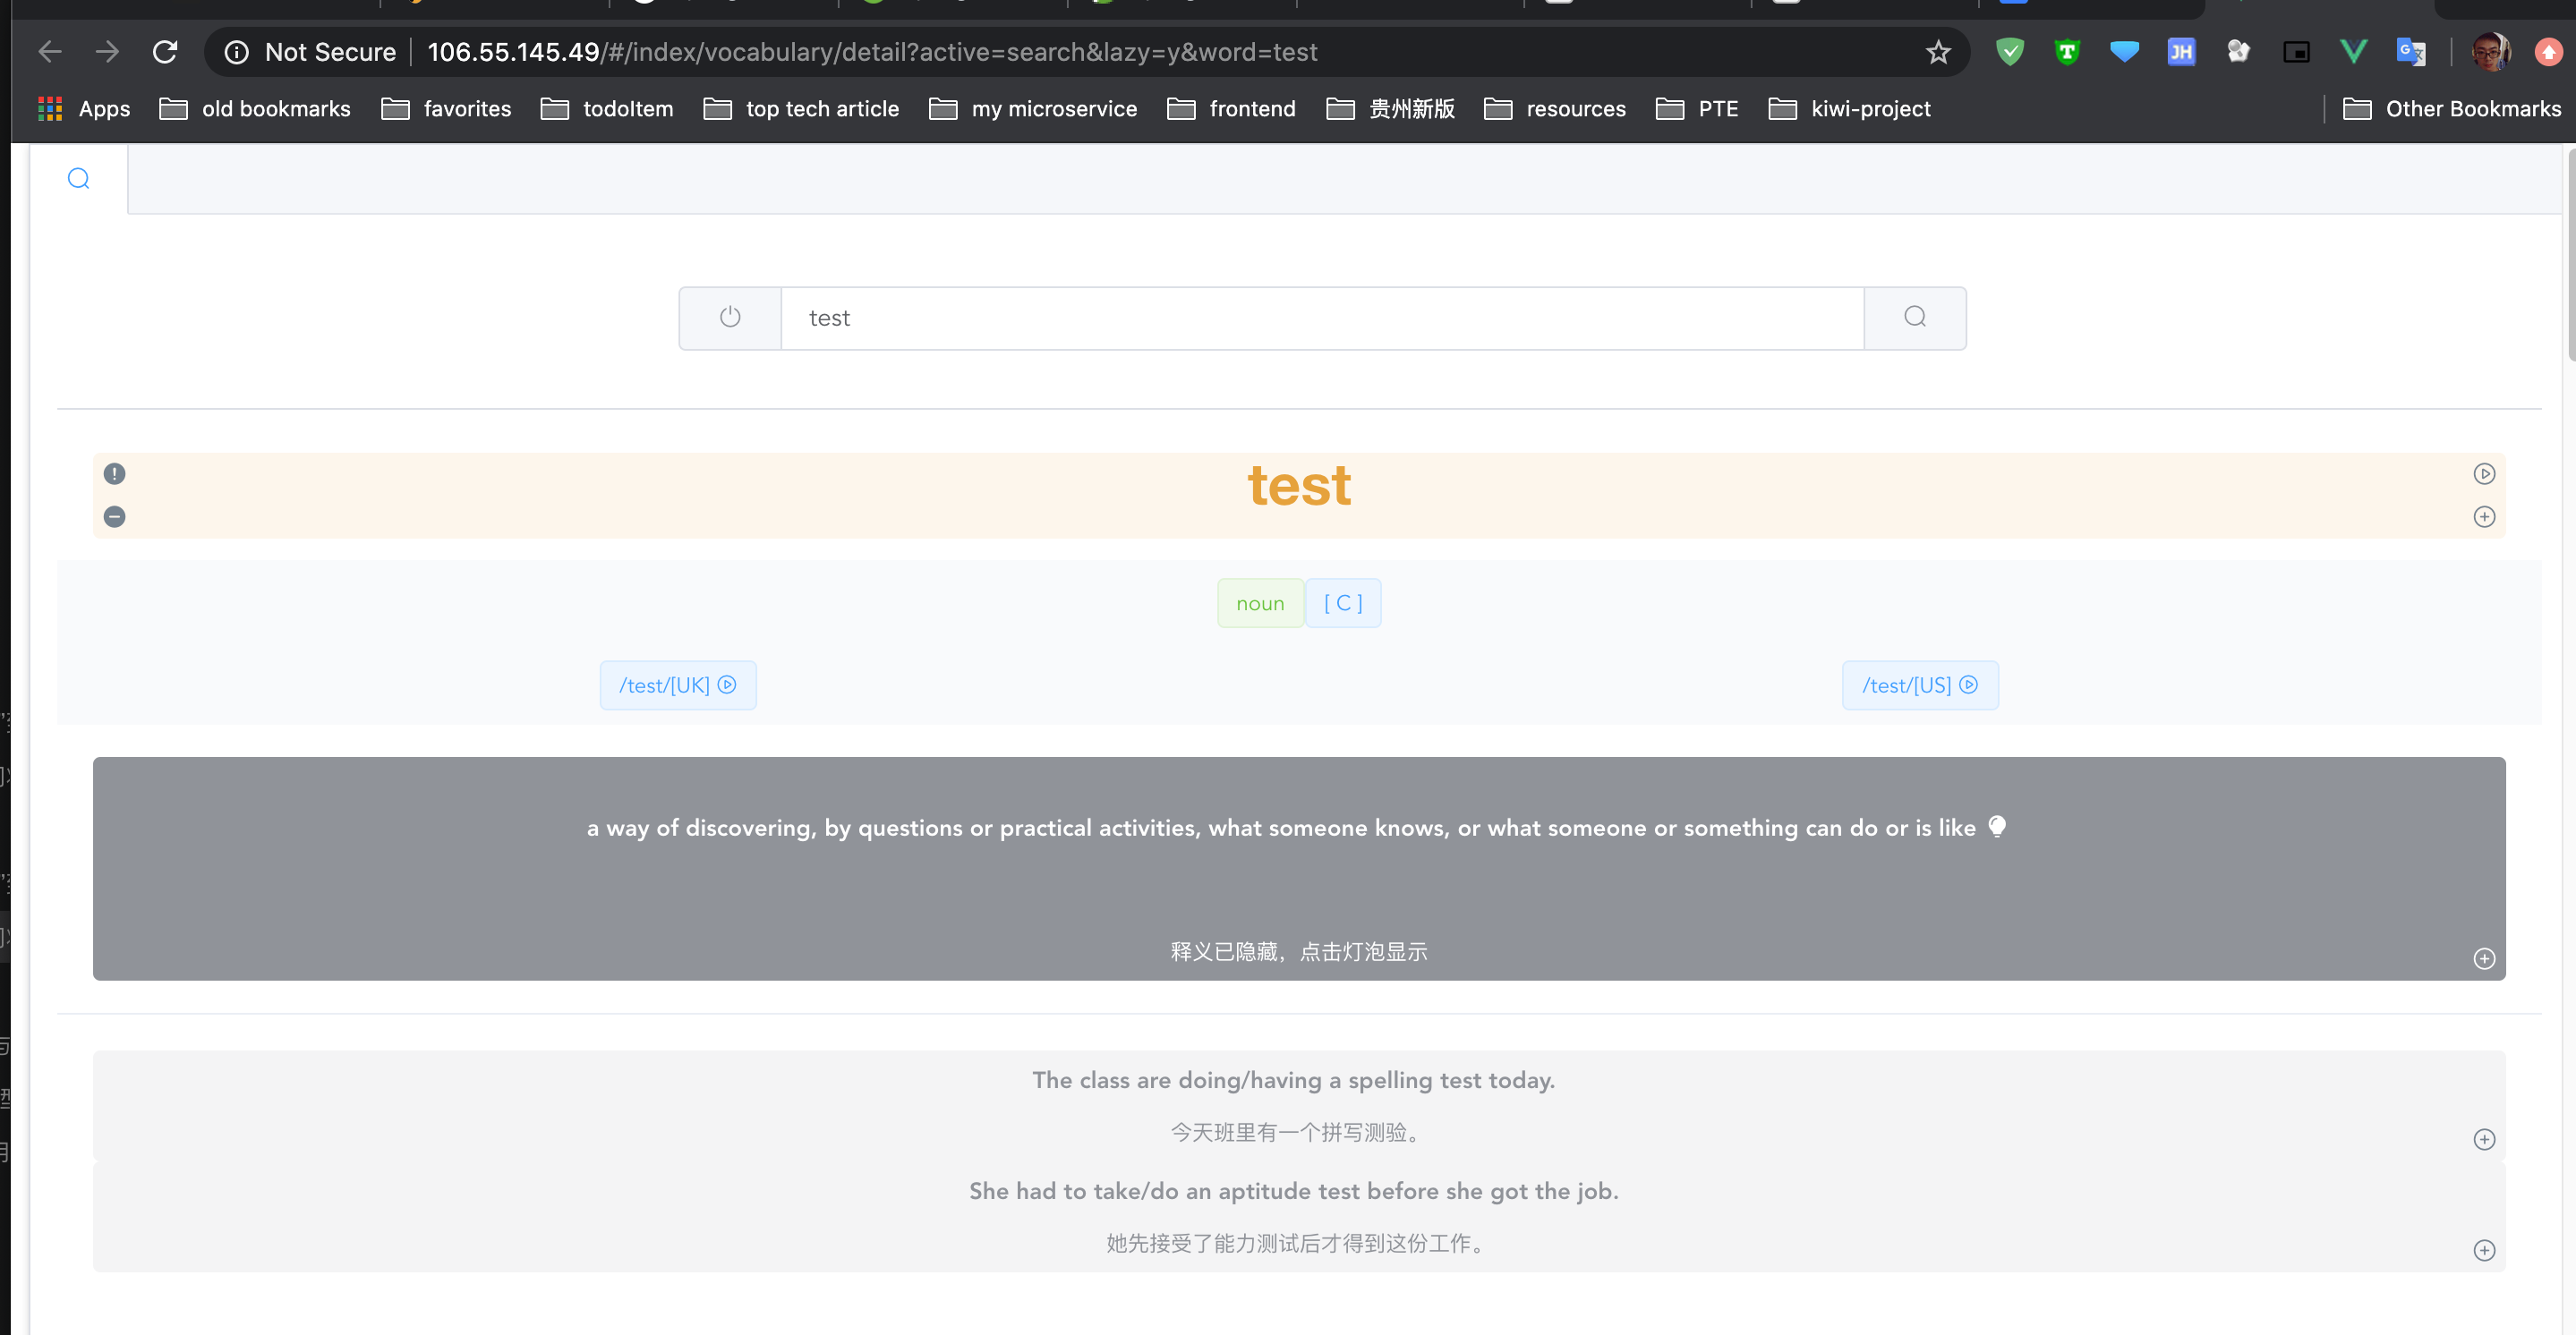 Not Secure 106.55.145.49/#/index/vocabulary/detail?active=search&lazy=y&word=test
Apps old bookmarks favorites todoItem top tech article my microservice frontend 贵州新版 resources PTE kiwi-project Other Bookmarks
test
test
noun [ C ]
/test/[UK] /test/[US]
a way of discovering, by questions or practical activities, what someone knows, or what someone or something can do or is like
释义已隐藏，点击灯泡显示
The class are doing/having a spelling test today.
今天班里有一个拼写测验。
She had to take/do an aptitude test before she got the job.
她先接受了能力测试后才得到这份工作。